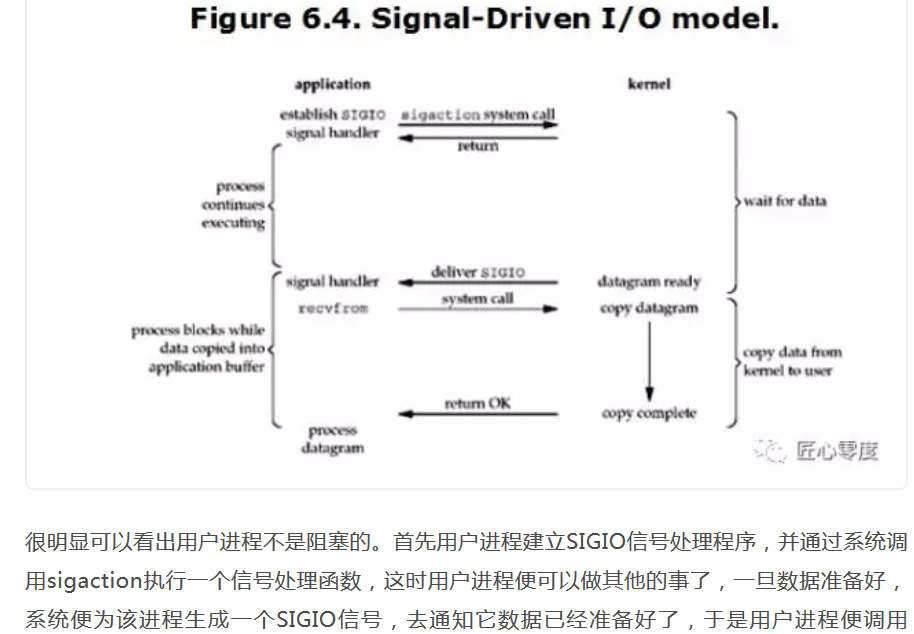 Figure 6.4. Signal-Driven I/O model.
application
kernel
establish SIGIO
signal handler
sigaction system call
return
process
continues
executing
wait for data
deliver SIGIO
signal handler
datagram ready
system call
recvfrom
copy datagram
process blocks while
data copied into
application buffer
copy data from
kernel to user
return OK
copy complete
process
datagram
匠心零度
很明显可以看出用户进程不是阻塞的。首先用户进程建立SIGIO信号处理程序，并通过系统调
用sigaction执行一个信号处理函数，这时用户进程便可以做其他的事了，一旦数据准备好，
系统便为该进程生成一个SIGIO信号，去通知它数据已经准备好了，于是用户进程便调用